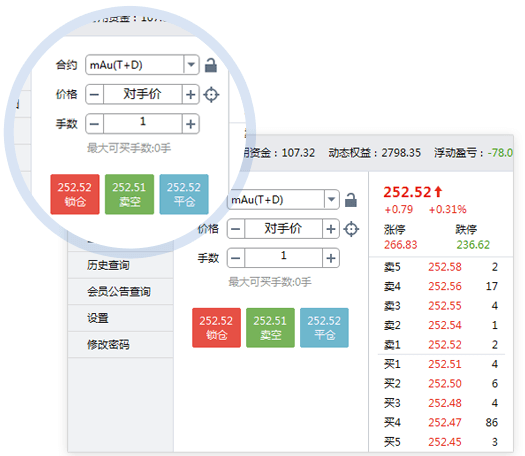 用资金：107.
合约 mAu(T+D)
价格 − 对手价 +
手数 − 1 +
最大可买手数:0手
252.52 252.51 252.52
锁仓 卖空 平仓
用资金：107.32 动态权益：2798.35 浮动盈亏：-78.0
mAu(T+D)
价格 − 对手价 +
手数 − 1 +
最大可买手数:0手
252.52 252.51 252.52
锁仓 卖空 平仓
历史查询
会员公告查询
设置
修改密码
252.52
+0.79 +0.31%
涨停 跌停
266.83 236.62
卖5 252.58 2
卖4 252.56 17
卖3 252.55 4
卖2 252.54 1
卖1 252.52 2
买1 252.51 4
买2 252.50 6
买3 252.48 4
买4 252.47 86
买5 252.45 3